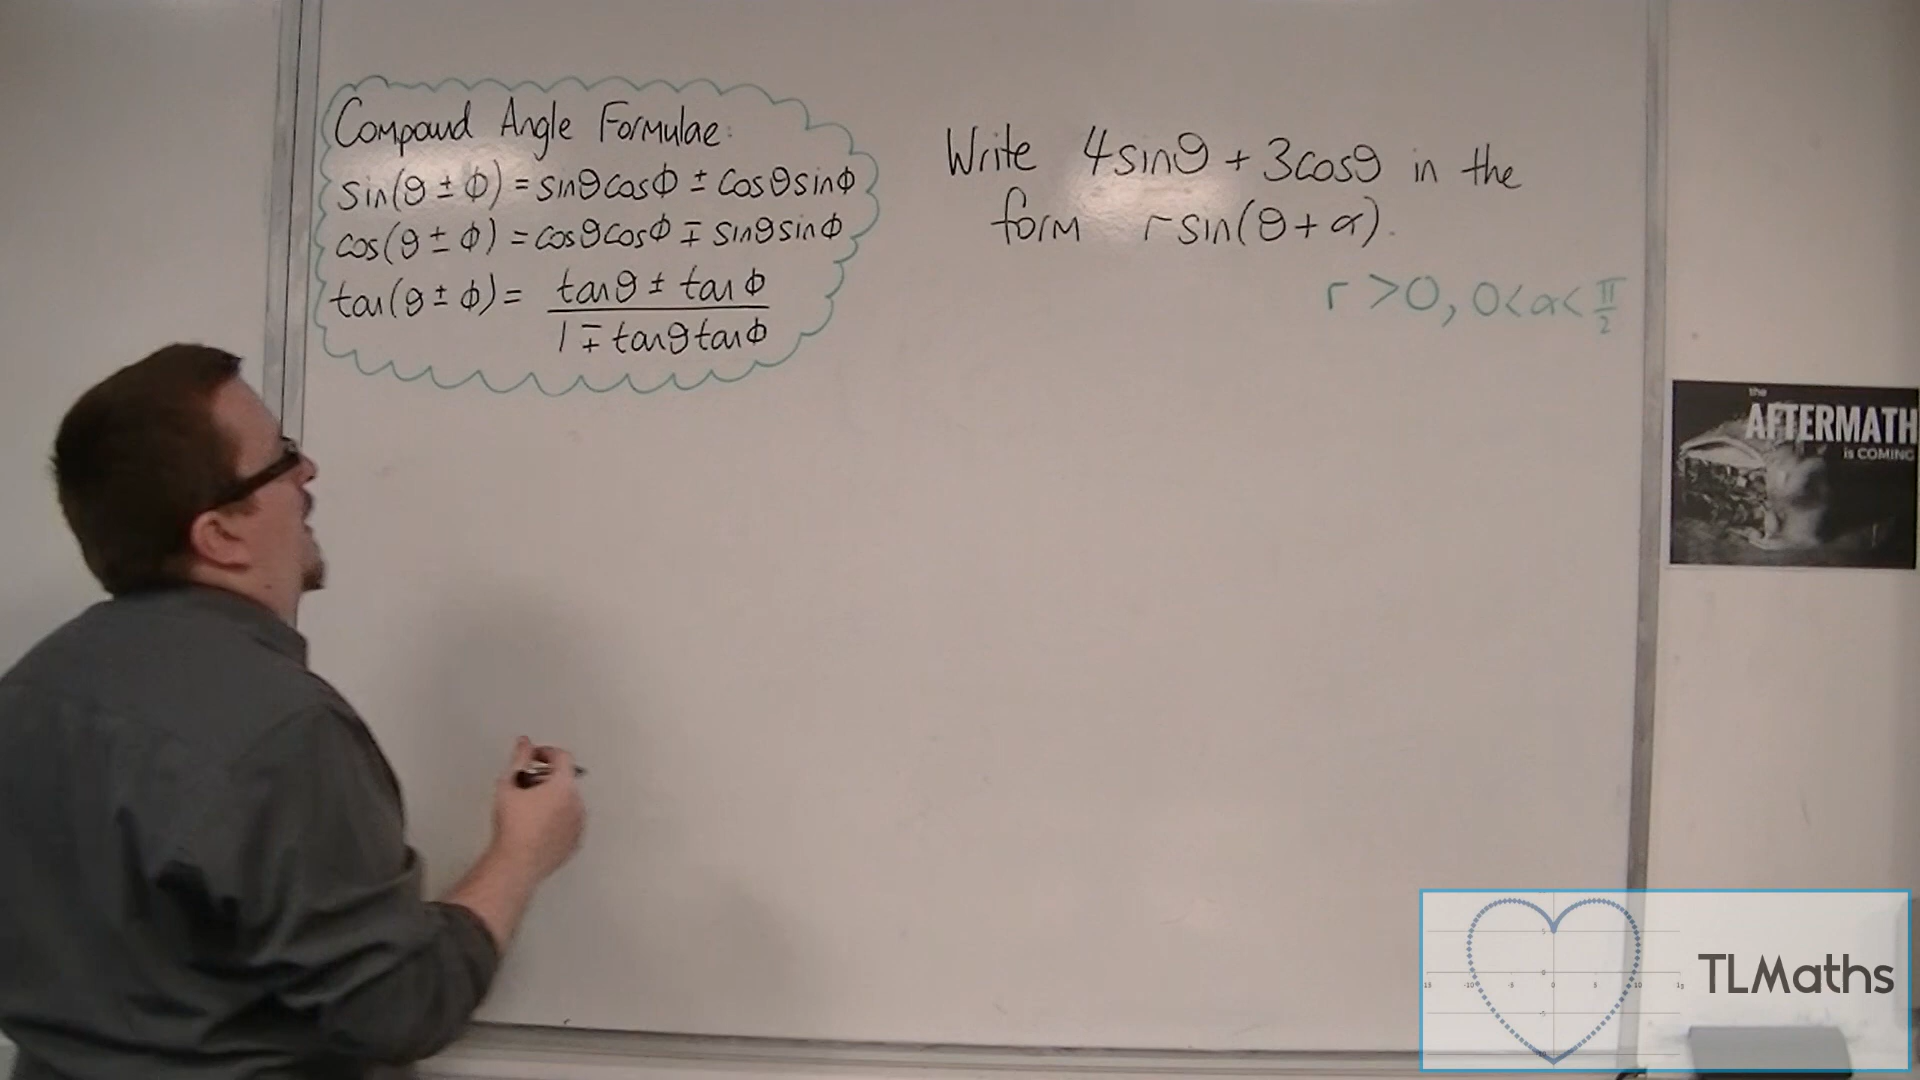 Compound Angle Formulae:
sin(θ ± ϕ) = sinθcosϕ ± cosθsinϕ
cos(θ ± ϕ) = cosθcosϕ ∓ sinθsinϕ
tan(θ ± ϕ) = tanθ ± tanϕ
1 ∓ tanθtanϕ
Write 4sinθ + 3cosθ in the
form rsin(θ + α).
r > 0, 0 < α < π/2
the
AFTERMATH
is COMING
TLMaths